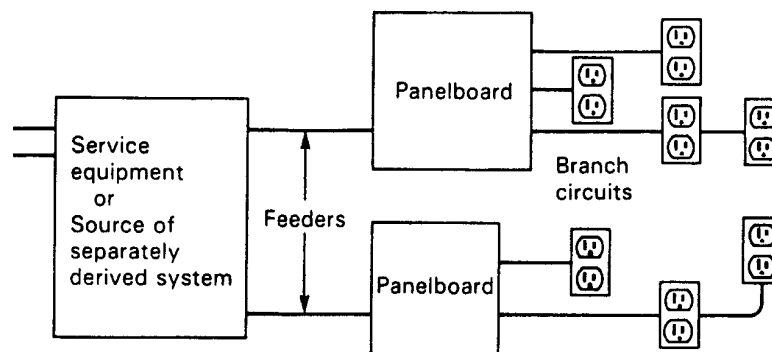 Service
equipment
or
Source of
separately
derived system
Feeders
Panelboard
Branch
circuits
Panelboard